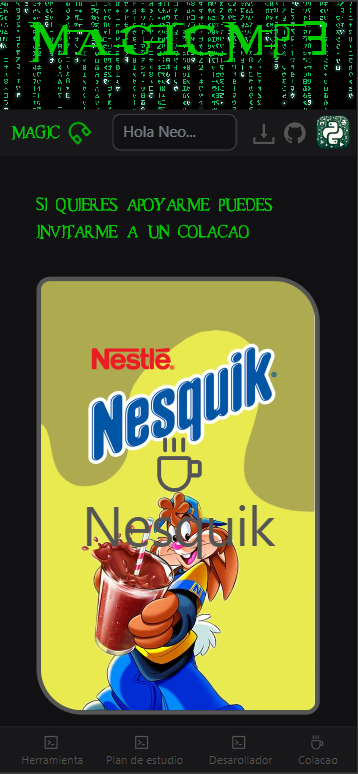 MAGICMP3
MAGIC
Hola Neo...
SI QUIERES APOYARME PUEDES
INVITARME A UN COLACAO
Nestlé®
Nesquik®
Nesquik
N
Herramienta
Plan de estudio
Desarollador
Colacao